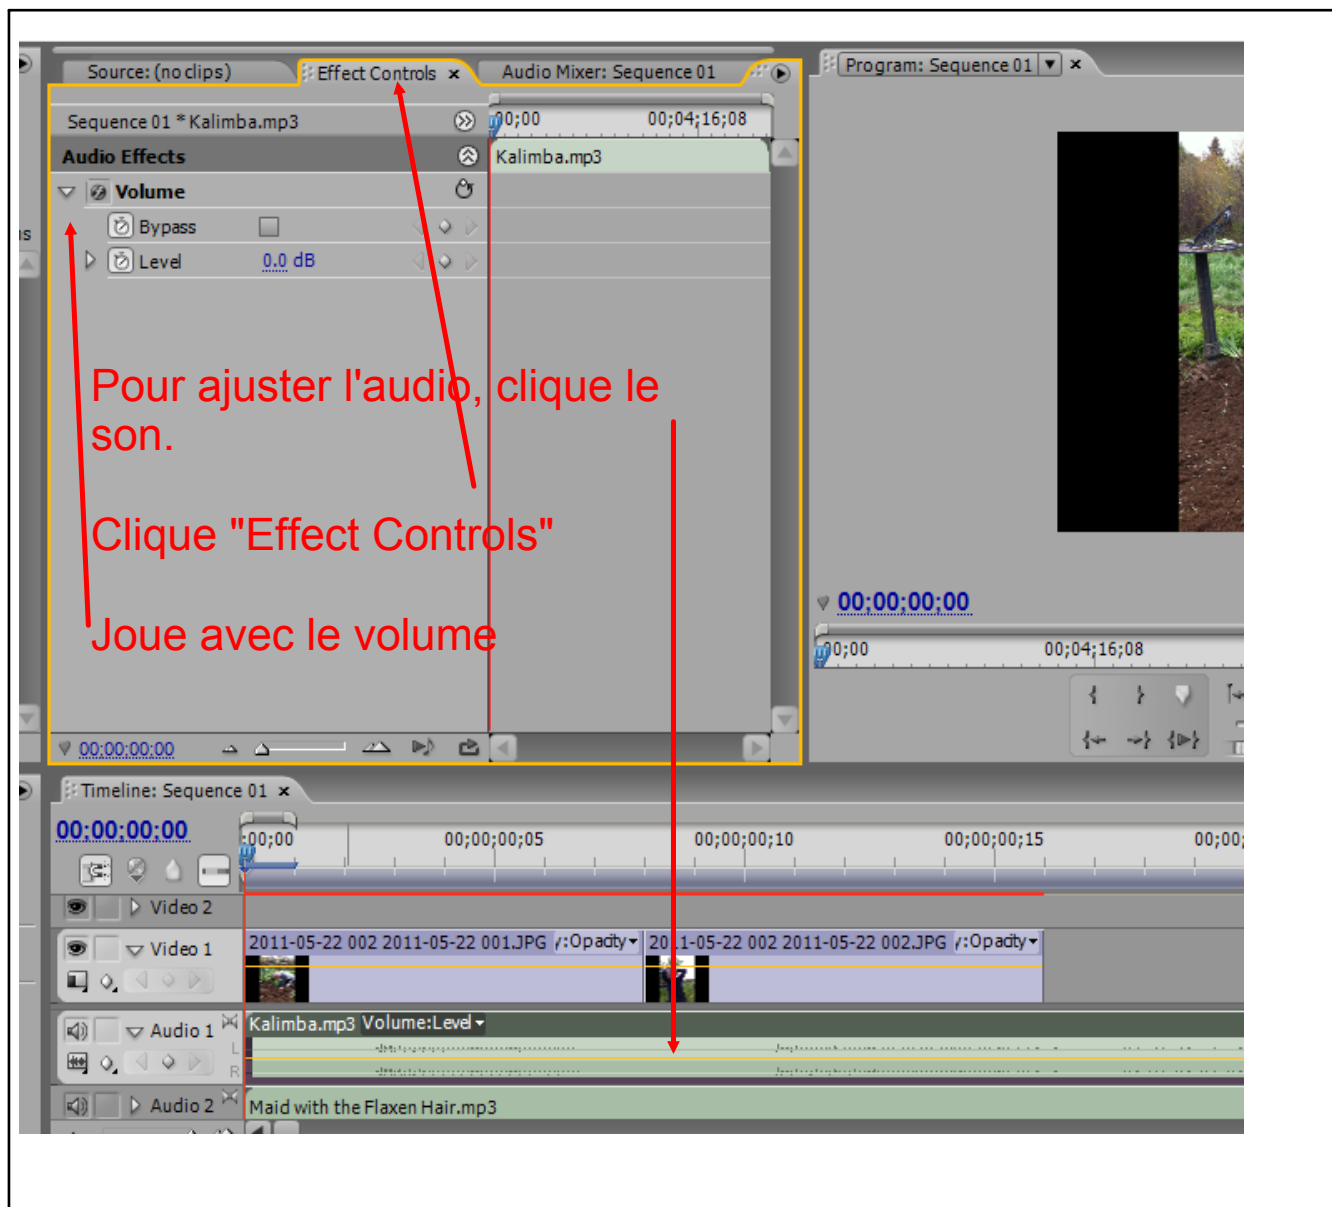 Source: (no clips)
Effect Controls
Audio Mixer: Sequence 01
Program: Sequence 01
Sequence 01 * Kalimba.mp3
00;00
00;04;16;08
Audio Effects
Kalimba.mp3
Volume
Bypass
Level
0.0 dB
Pour ajuster l'audio, clique le
son.
Clique "Effect Controls"
Joue avec le volume
00;00;00;00
00;00
00;04;16;08
00;00;00;00
Timeline: Sequence 01
00;00;00;00
:00;00
00;00;00;05
00;00;00;10
00;00;00;15
00;00;
Video 2
Video 1
2011-05-22 002 2011-05-22 001.JPG y:Opacity
2011-05-22 002 2011-05-22 002.JPG y:Opacity
Audio 1
Kalimba.mp3 Volume:Level
L
R
Audio 2
Maid with the Flaxen Hair.mp3